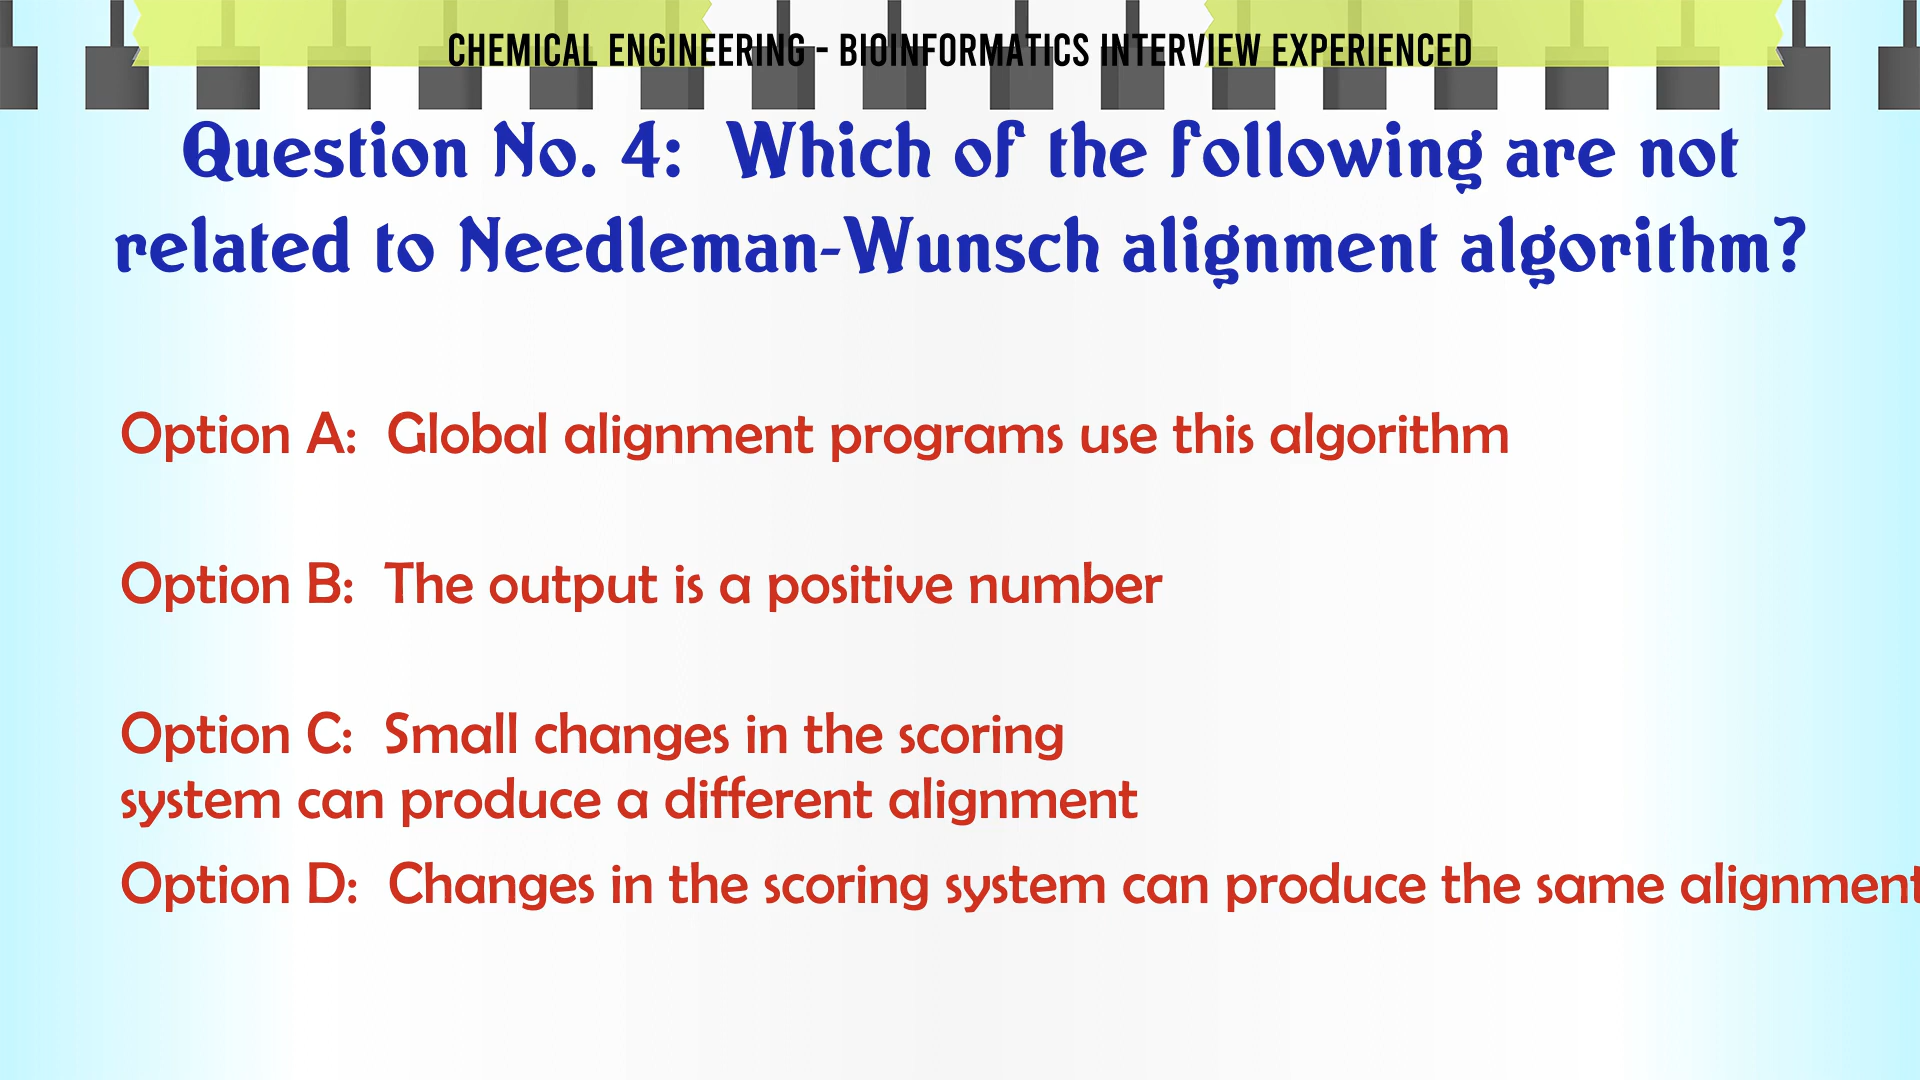 CHEMICAL ENGINEERING - BIOINFORMATICS INTERVIEW EXPERIENCED
Question No. 4: Which of the following are not
related to Needleman-Wunsch alignment algorithm?
Option A: Global alignment programs use this algorithm
Option B: The output is a positive number
Option C: Small changes in the scoring
system can produce a different alignment
Option D: Changes in the scoring system can produce the same alignment